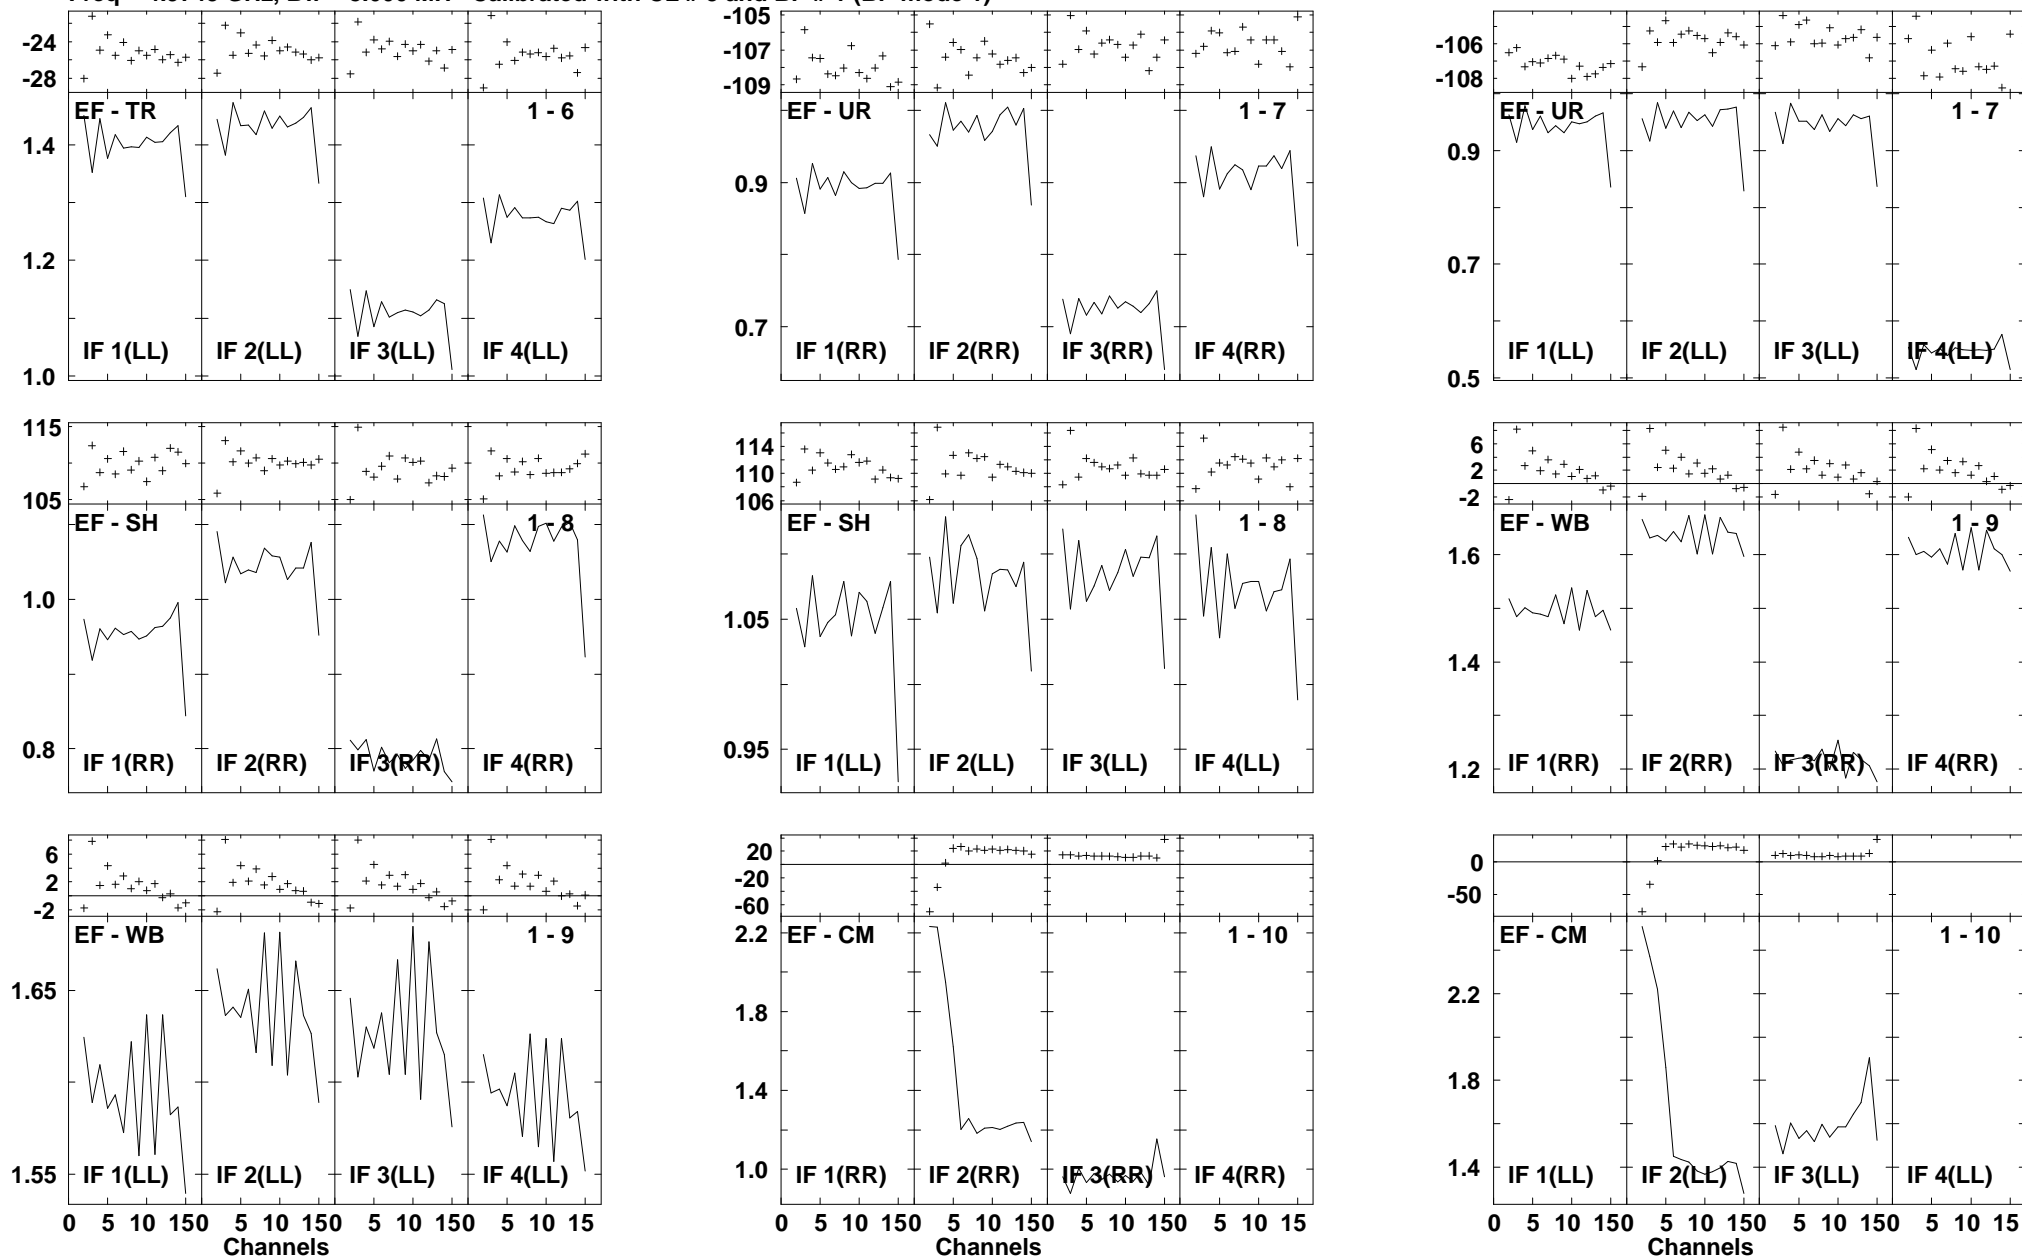 -24
-28
EF - TR
1 - 6
1.4
1.2
1.0
IF 1(LL)
IF 2(LL)
IF 3(LL)
IF 4(LL)
-105
-107
-109
EF - UR
1 - 7
0.9
0.7
IF 1(RR)
IF 2(RR)
IF 3(RR)
IF 4(RR)
-106
-108
EF - UR
1 - 7
0.9
0.7
0.5
IF 1(LL)
IF 2(LL)
IF 3(LL)
IF 4(LL)
115
105
EF - SH
1 - 8
1.0
0.8
IF 1(RR)
IF 2(RR)
IF 3(RR)
IF 4(RR)
114
110
106
EF - SH
1 - 8
1.05
0.95
IF 1(LL)
IF 2(LL)
IF 3(LL)
IF 4(LL)
6
2
-2
EF - WB
1 - 9
1.6
1.4
1.2
IF 1(RR)
IF 2(RR)
IF 3(RR)
IF 4(RR)
6
2
-2
EF - WB
1 - 9
1.65
1.55
IF 1(LL)
IF 2(LL)
IF 3(LL)
IF 4(LL)
0 5 10 150 5 10 150 5 10 150 5 10 15
Channels
20
-20
-60
EF - CM
1 - 10
2.2
1.8
1.4
1.0
IF 1(RR)
IF 2(RR)
IF 3(RR)
IF 4(RR)
0 5 10 150 5 10 150 5 10 150 5 10 15
Channels
0
-50
EF - CM
1 - 10
2.2
1.8
1.4
IF 1(LL)
IF 2(LL)
IF 3(LL)
IF 4(LL)
0 5 10 150 5 10 150 5 10 150 5 10 15
Channels